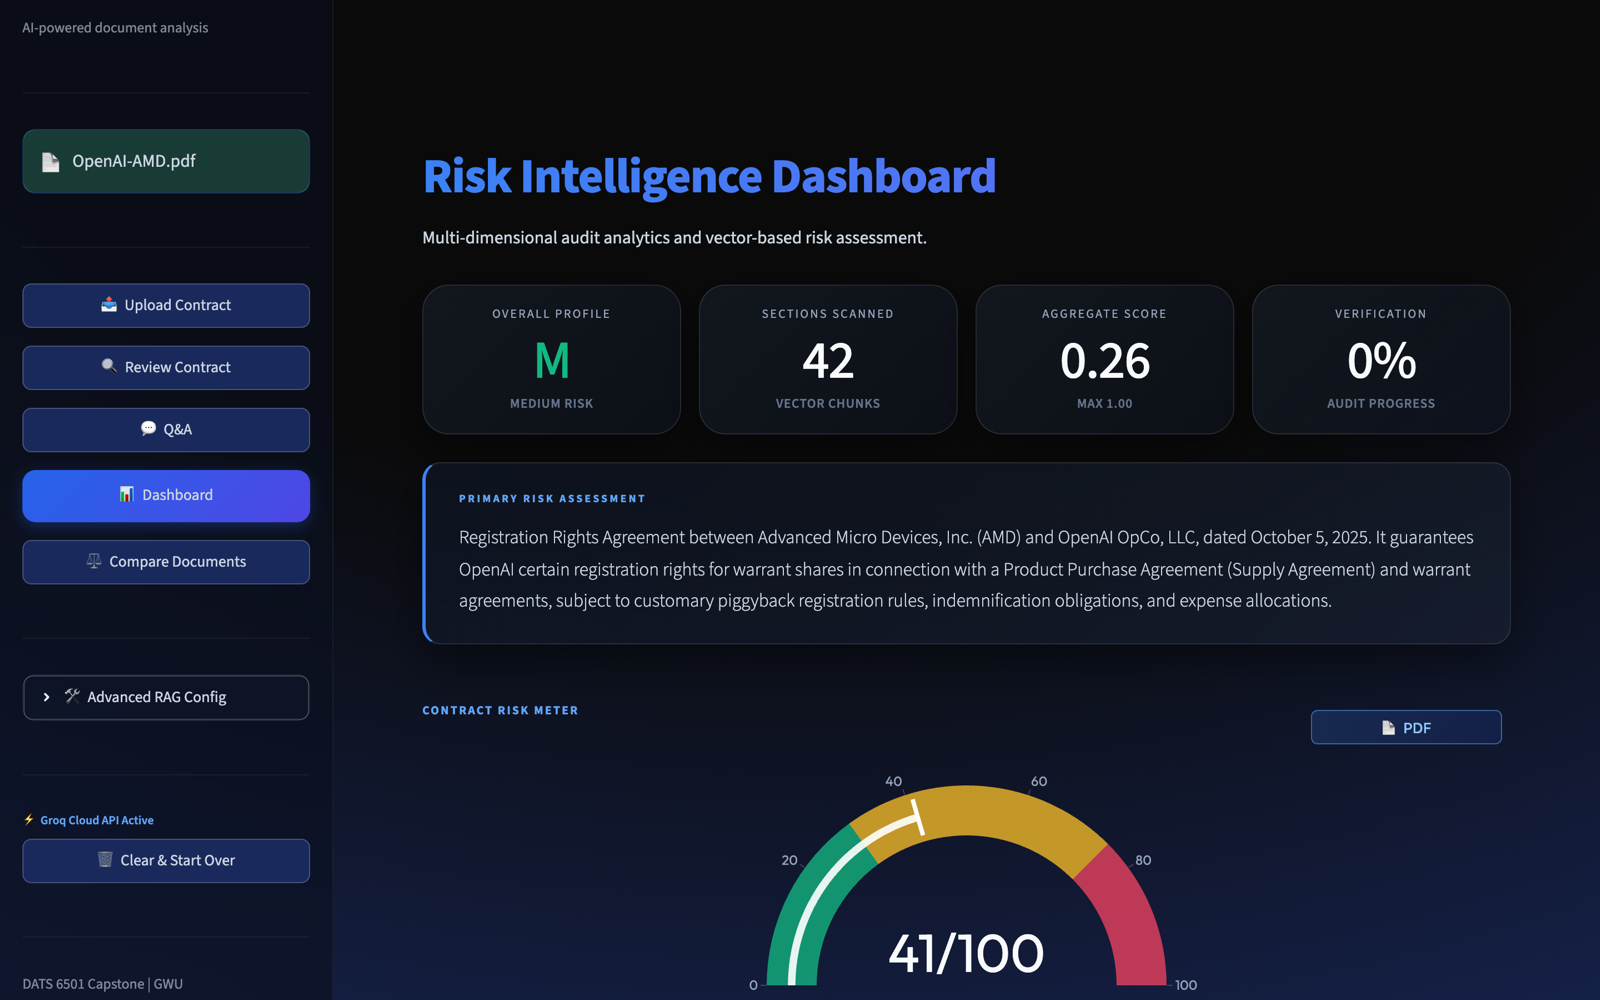 AI-powered document analysis
OpenAI-AMD.pdf
Upload Contract
Review Contract
Q&A
Dashboard
Compare Documents
Advanced RAG Config
Groq Cloud API Active
Clear & Start Over
DATS 6501 Capstone | GWU
Risk Intelligence Dashboard
Multi-dimensional audit analytics and vector-based risk assessment.
OVERALL PROFILE
M
MEDIUM RISK
SECTIONS SCANNED
42
VECTOR CHUNKS
AGGREGATE SCORE
0.26
MAX 1.00
VERIFICATION
0%
AUDIT PROGRESS
PRIMARY RISK ASSESSMENT
Registration Rights Agreement between Advanced Micro Devices, Inc. (AMD) and OpenAI OpCo, LLC, dated October 5, 2025. It guarantees
OpenAI certain registration rights for warrant shares in connection with a Product Purchase Agreement (Supply Agreement) and warrant
agreements, subject to customary piggyback registration rules, indemnification obligations, and expense allocations.
CONTRACT RISK METER
PDF
0
20
40
60
80
100
41/100